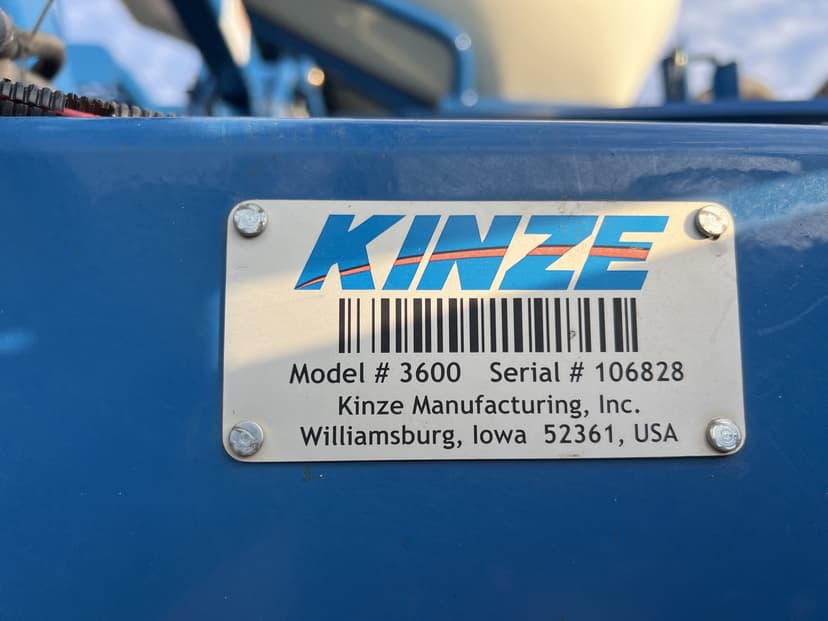 KINZE
Model # 3600 Serial # 106828
Kinze Manufacturing, Inc.
Williamsburg, Iowa 52361, USA